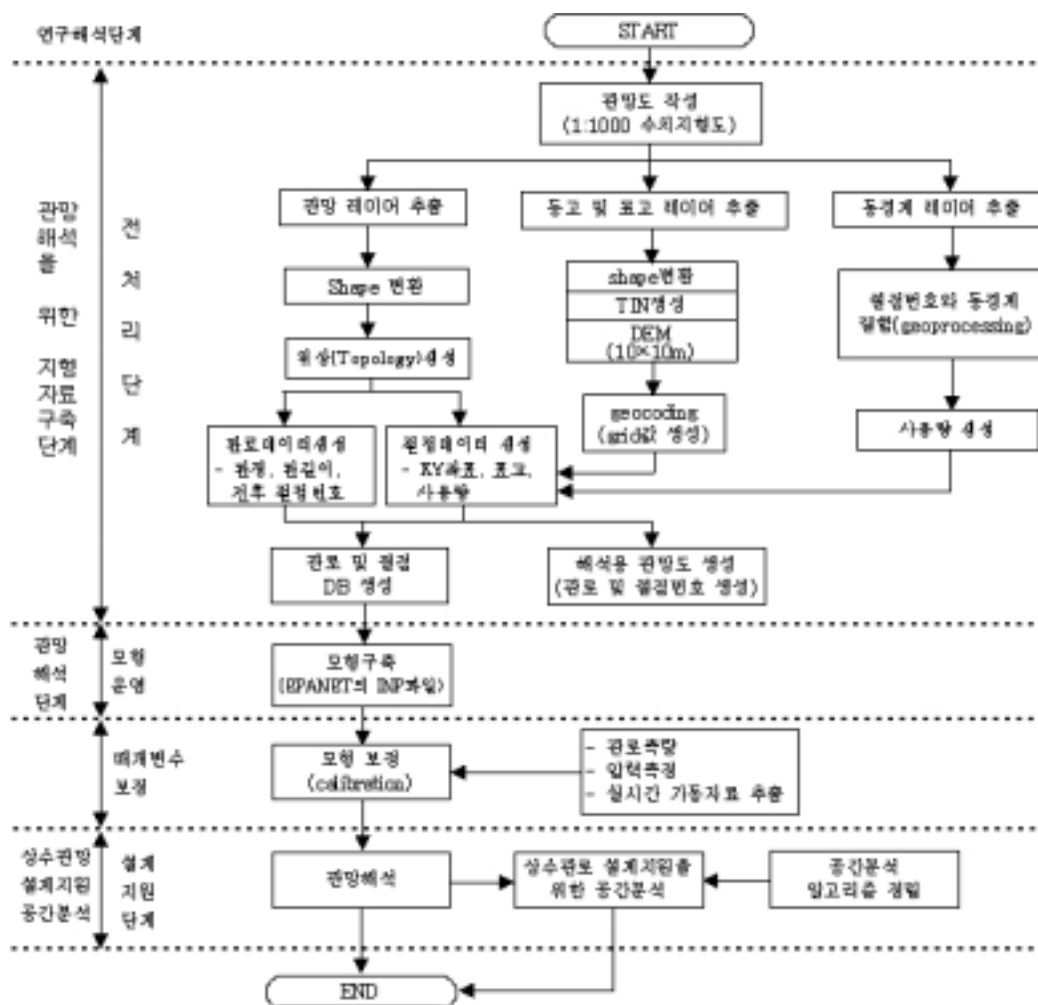 연구해석단계
START
관망도 작성
(1:1000 수치지형도)
관망 레이어 추출
등고 및 표고 레이어 추출
동경계 레이어 추출
관망
해석
을
위한
지형
자료
구축
단계
전
처
리
단
계
Shape 변환
shape변환
TIN생성
DEM
(10×10m)
절점번호와 동경계
결합(geoprocessing)
위상(Topology)생성
geocoding
(grid값 생성)
사용량 생성
관로데이터생성
- 관경, 관길이,
전후 절점번호
절점데이터 생성
- XY좌표, 표고,
사용량
관로 및 절점
DB 생성
해석용 관망도 생성
(관로 및 절점번호 생성)
관망
해석
단계
모형
운영
모형구축
(EPANET의 INP파일)
매개변수
보정
모형 보정
(calibretion)
- 관로측량
- 압력측정
- 실시간 가동자료 추출
상수관망
설계지원
공간분석
설계
지원
단계
관망해석
상수관로 설계지원을
위한 공간분석
공간분석
알고리즘 정립
END